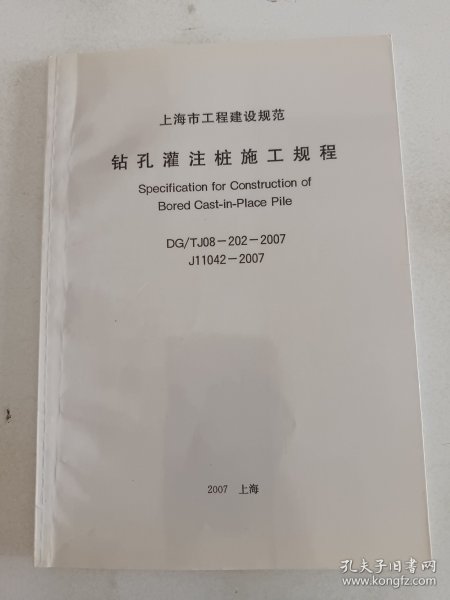 上海市工程建设规范
钻孔灌注桩施工规程
Specification for Construction of
Bored Cast-in-Place Pile
DG/TJ08-202-2007
J11042-2007
2007 上海
孔夫子旧书网
www.kongfz.com